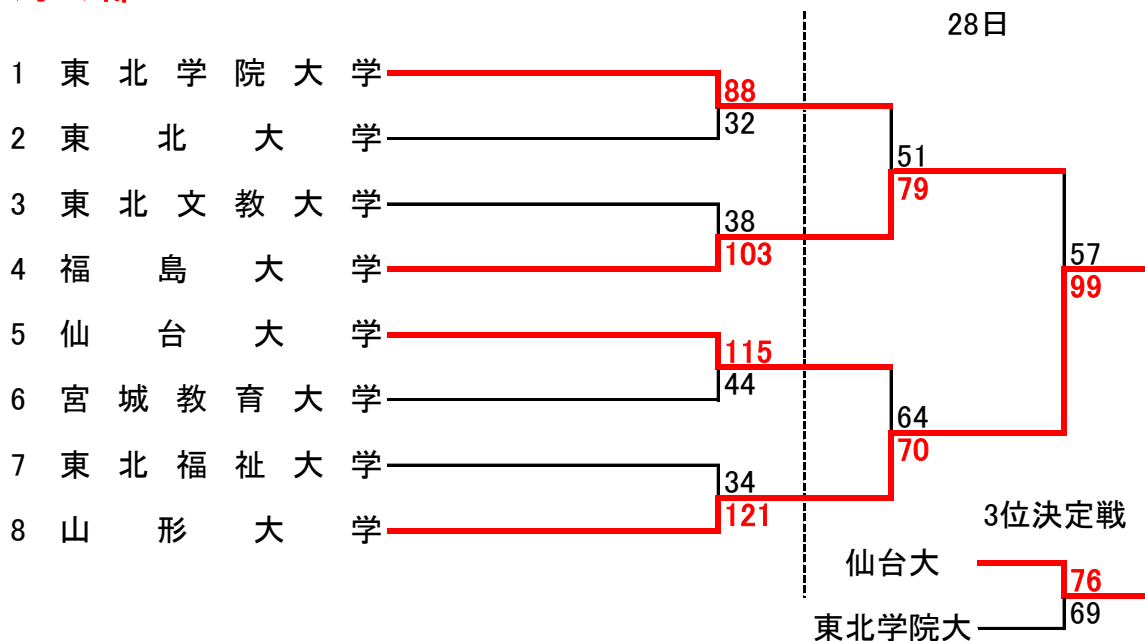 28日
1 東北学院大学
88
32
2 東北大学
51
79
3 東北文教大学
38
103
4 福島大学
57
99
5 仙台大学
115
44
6 宮城教育大学
64
70
7 東北福祉大学
34
121
8 山形大学
3位決定戦
仙台大
76
69
東北学院大